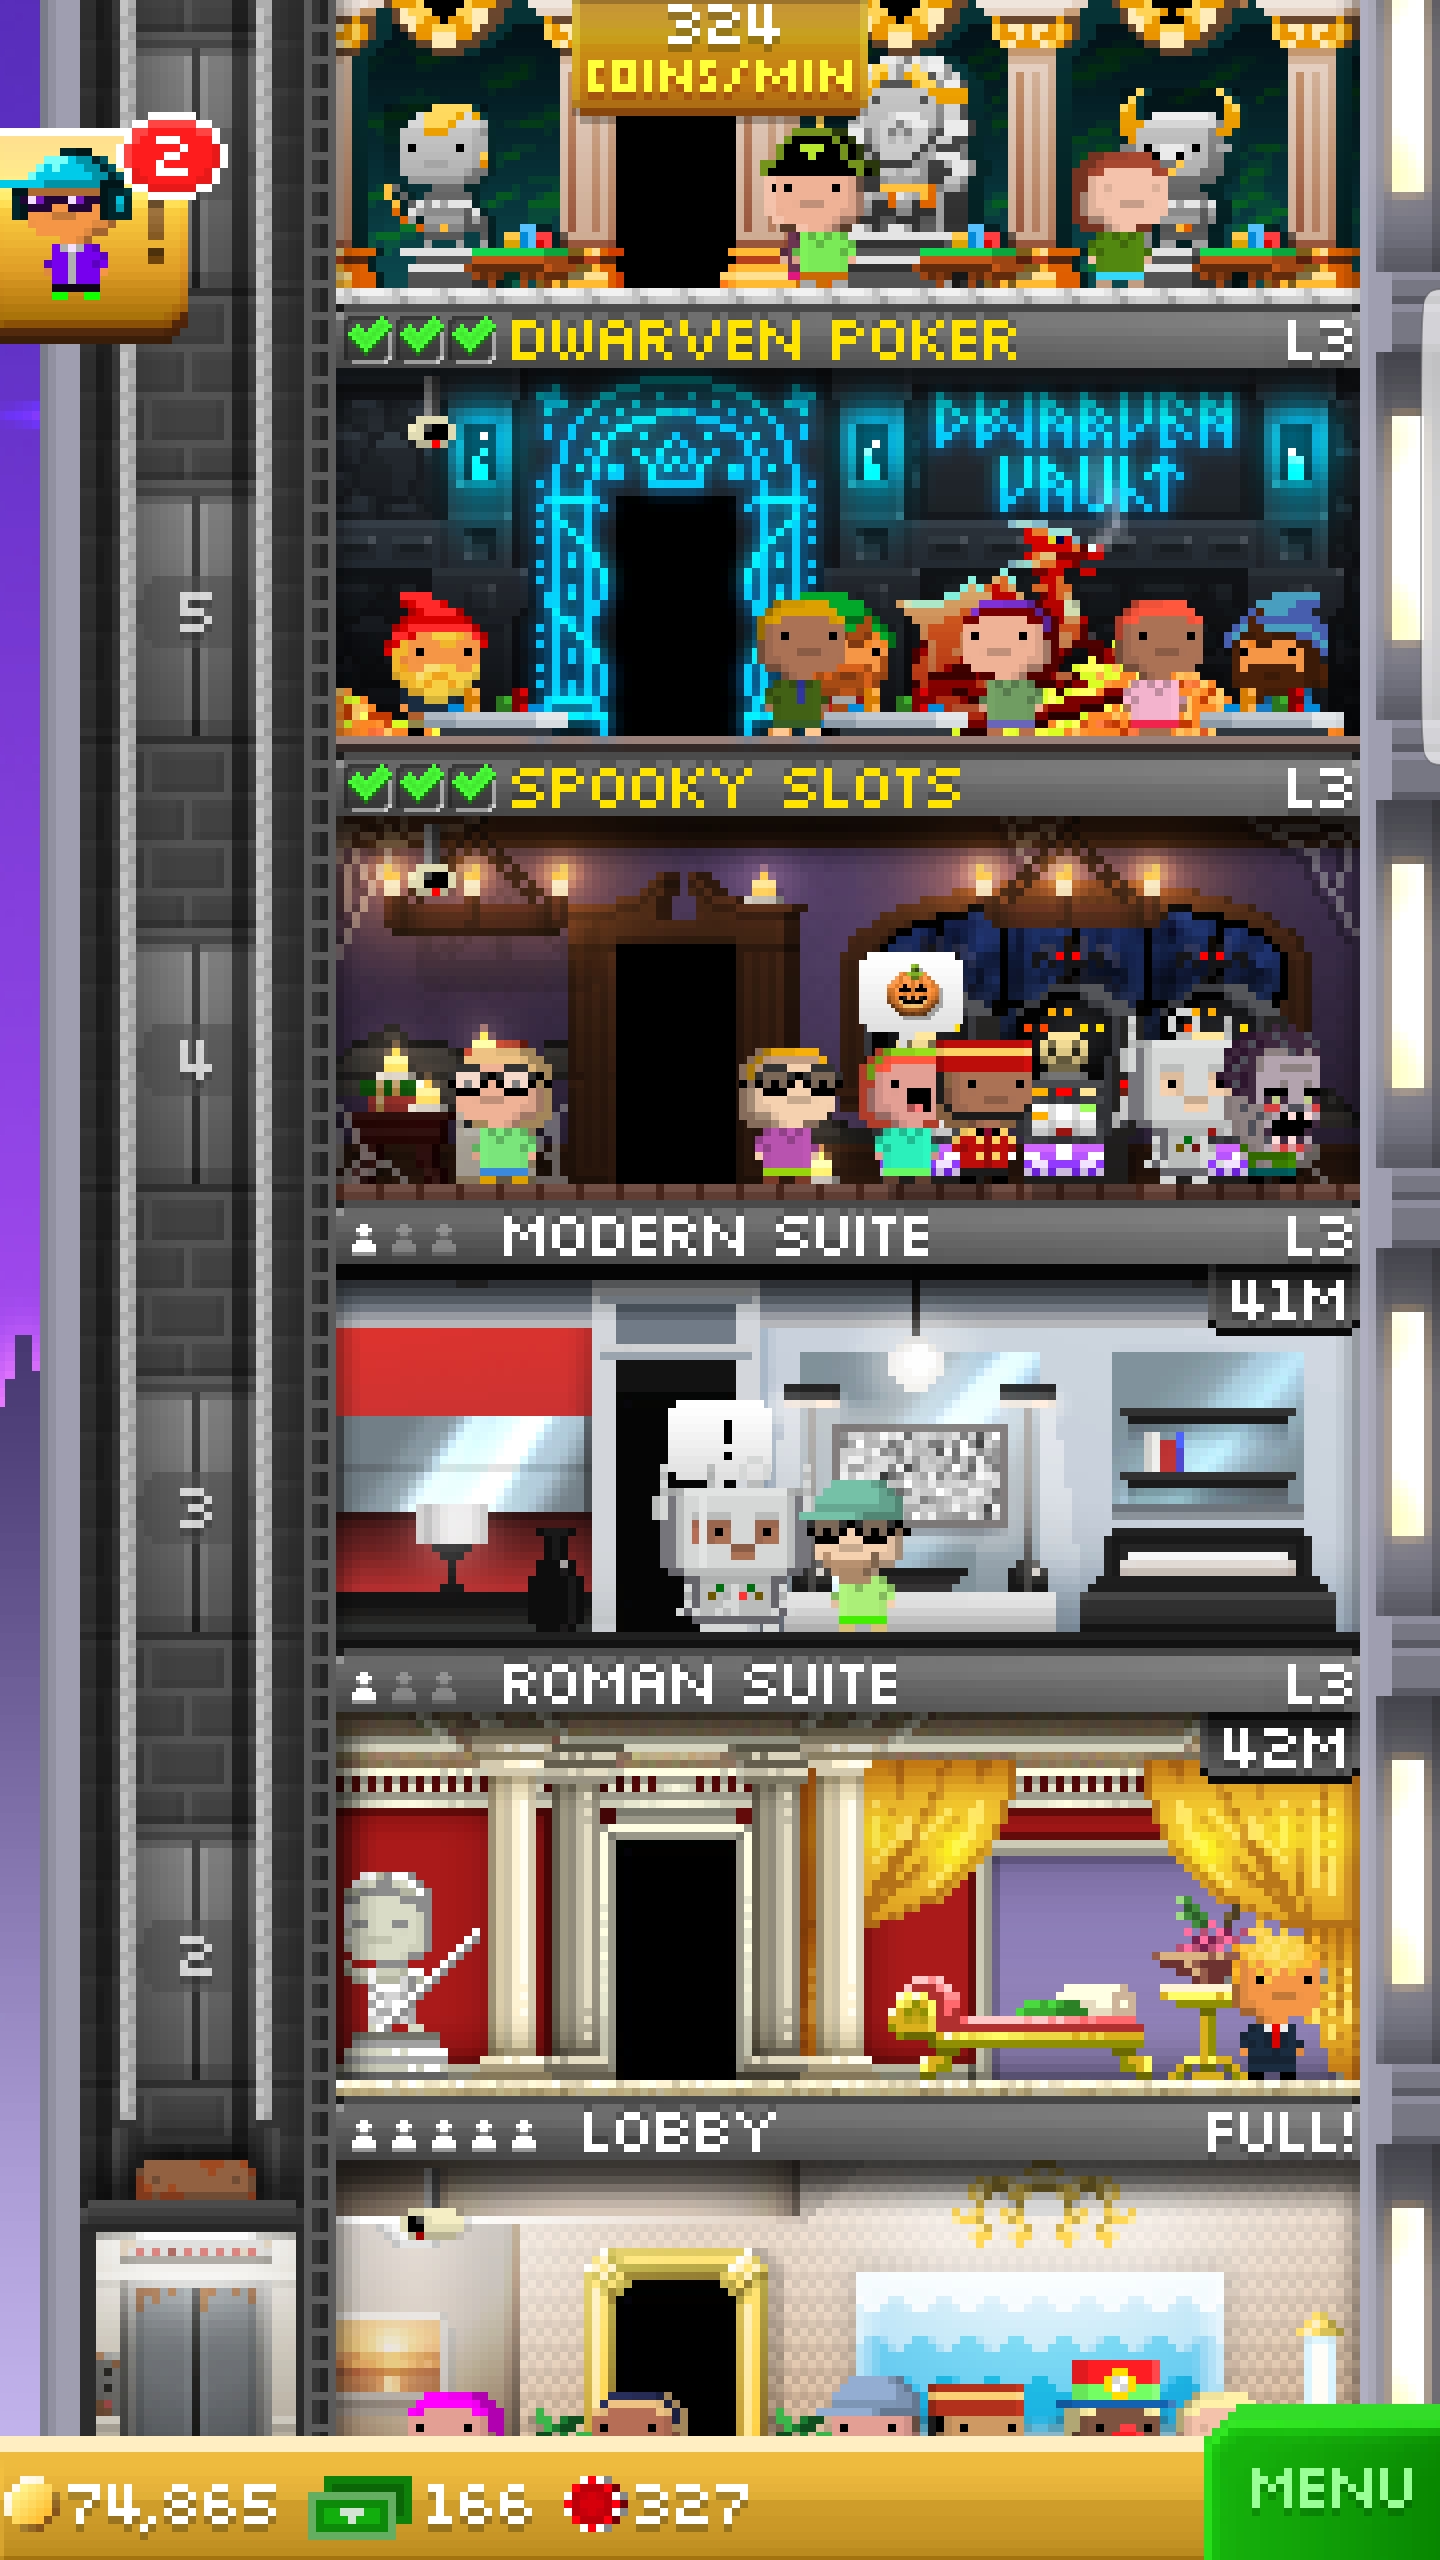 324
COINS/MIN
2
!
DWARVEN POKER L3
DWARVEN
VAULT
5
SPOOKY SLOTS L3
4
MODERN SUITE L3
41M
!
3
ROMAN SUITE L3
42M
2
LOBBY FULL!
74,865 166 327
MENU